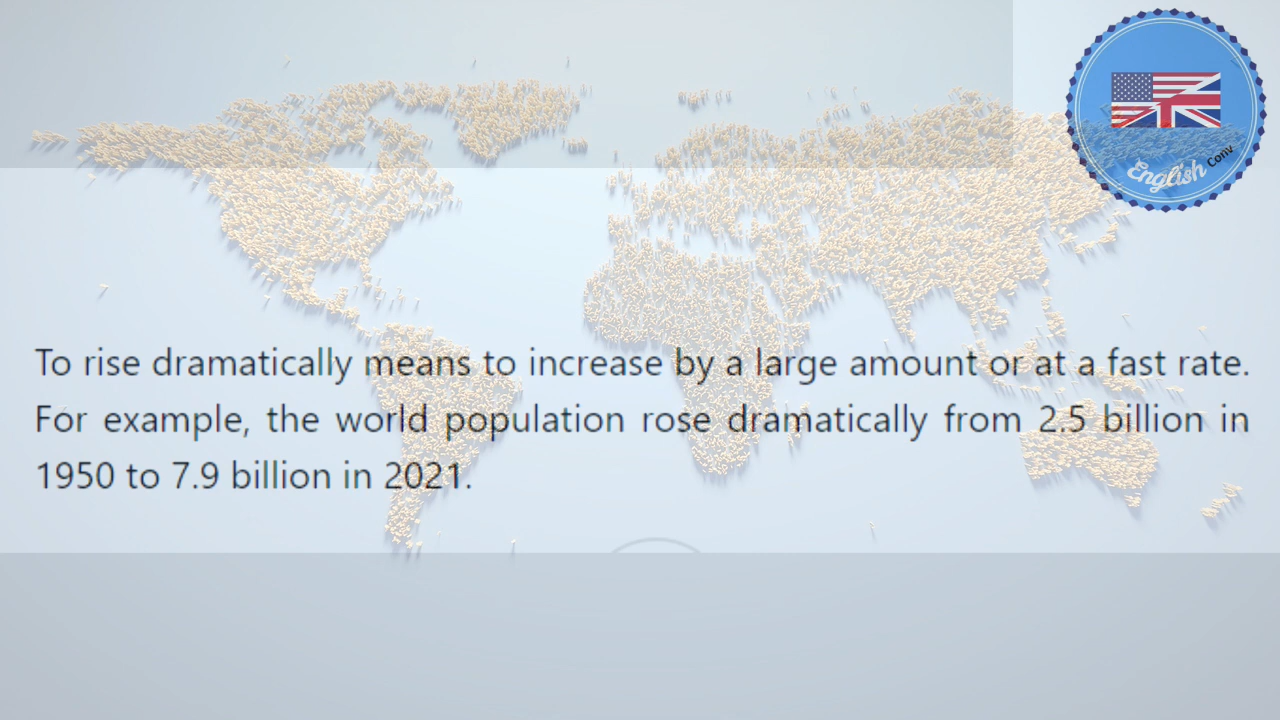 English Conv
To rise dramatically means to increase by a large amount or at a fast rate.
For example, the world population rose dramatically from 2.5 billion in
1950 to 7.9 billion in 2021.